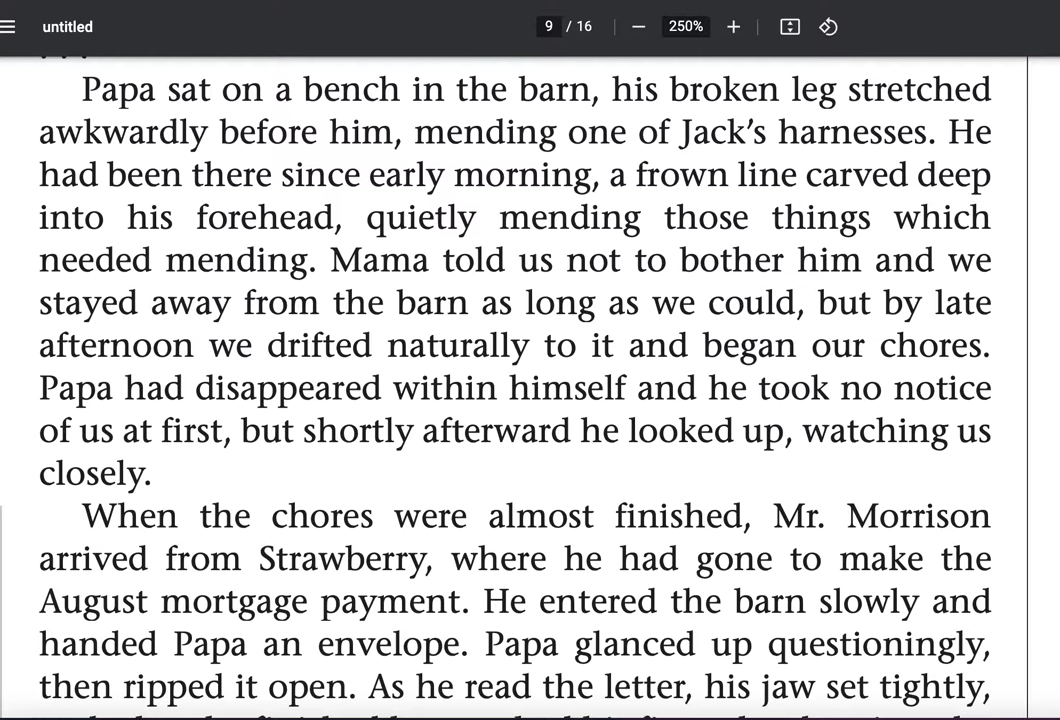 untitled
9 / 16
250%
Papa sat on a bench in the barn, his broken leg stretched
awkwardly before him, mending one of Jack’s harnesses. He
had been there since early morning, a frown line carved deep
into his forehead, quietly mending those things which
needed mending. Mama told us not to bother him and we
stayed away from the barn as long as we could, but by late
afternoon we drifted naturally to it and began our chores.
Papa had disappeared within himself and he took no notice
of us at first, but shortly afterward he looked up, watching us
closely.
When the chores were almost finished, Mr. Morrison
arrived from Strawberry, where he had gone to make the
August mortgage payment. He entered the barn slowly and
handed Papa an envelope. Papa glanced up questioningly,
then ripped it open. As he read the letter, his jaw set tightly,